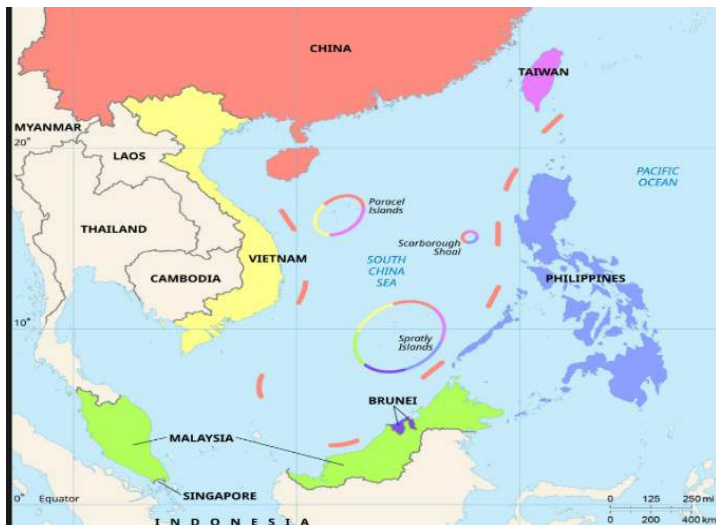 CHINA
TAIWAN
MYANMAR
20°
LAOS
PACIFIC
OCEAN
Paracel
Islands
THAILAND
Scarborough
Shoal
VIETNAM
SOUTH
CHINA
SEA
CAMBODIA
PHILIPPINES
10°
Spratly
Islands
BRUNEI
MALAYSIA
SINGAPORE
0°
Equator
0 125 250 mi
0 200 400 km
INDONESIA